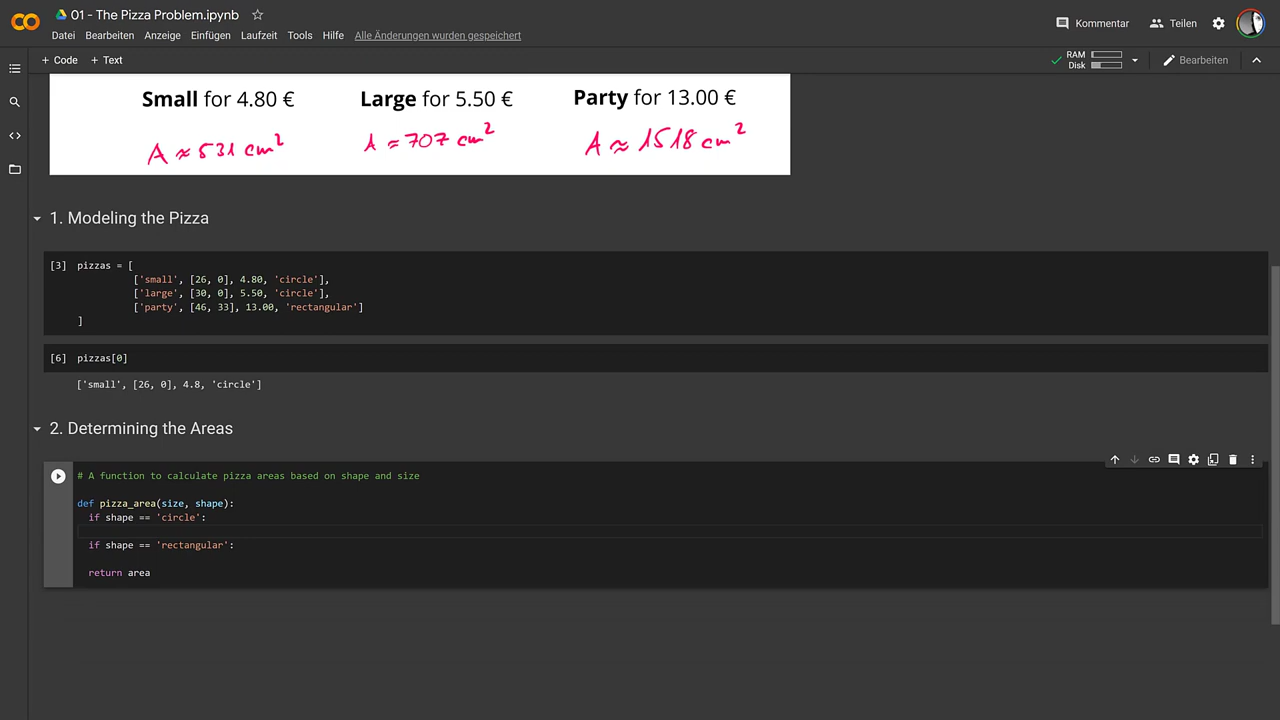 01 - The Pizza Problem.ipynb
Kommentar
Teilen
Datei Bearbeiten Anzeige Einfügen Laufzeit Tools Hilfe Alle Änderungen wurden gespeichert
+ Code + Text
RAM
Disk
Bearbeiten
Small for 4.80 €
Large for 5.50 €
Party for 13.00 €
A ≈ 531 cm²
A ≈ 707 cm²
A ≈ 1518 cm²
1. Modeling the Pizza
[3] pizzas = [
['small', [26, 0], 4.80, 'circle'],
['large', [30, 0], 5.50, 'circle'],
['party', [46, 33], 13.00, 'rectangular']
]
[6] pizzas[0]
['small', [26, 0], 4.8, 'circle']
2. Determining the Areas
# A function to calculate pizza areas based on shape and size
def pizza_area(size, shape):
if shape == 'circle':
if shape == 'rectangular':
return area